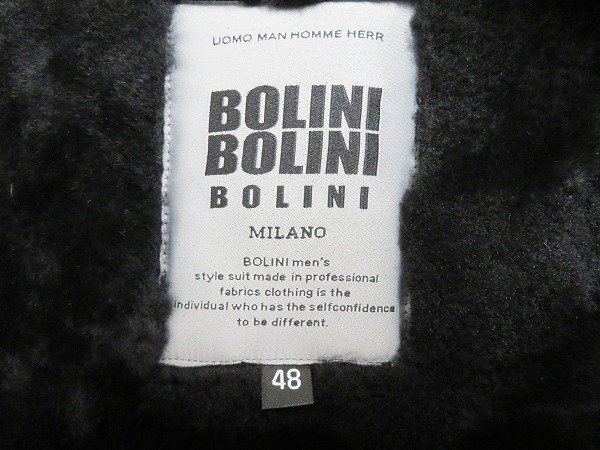 UOMO MAN HOMME HERR
BOLINI
BOLINI
BOLINI
MILANO
BOLINI men's
style suit made in professional
fabrics clothing is the
individual who has the selfconfidence
to be different.
48